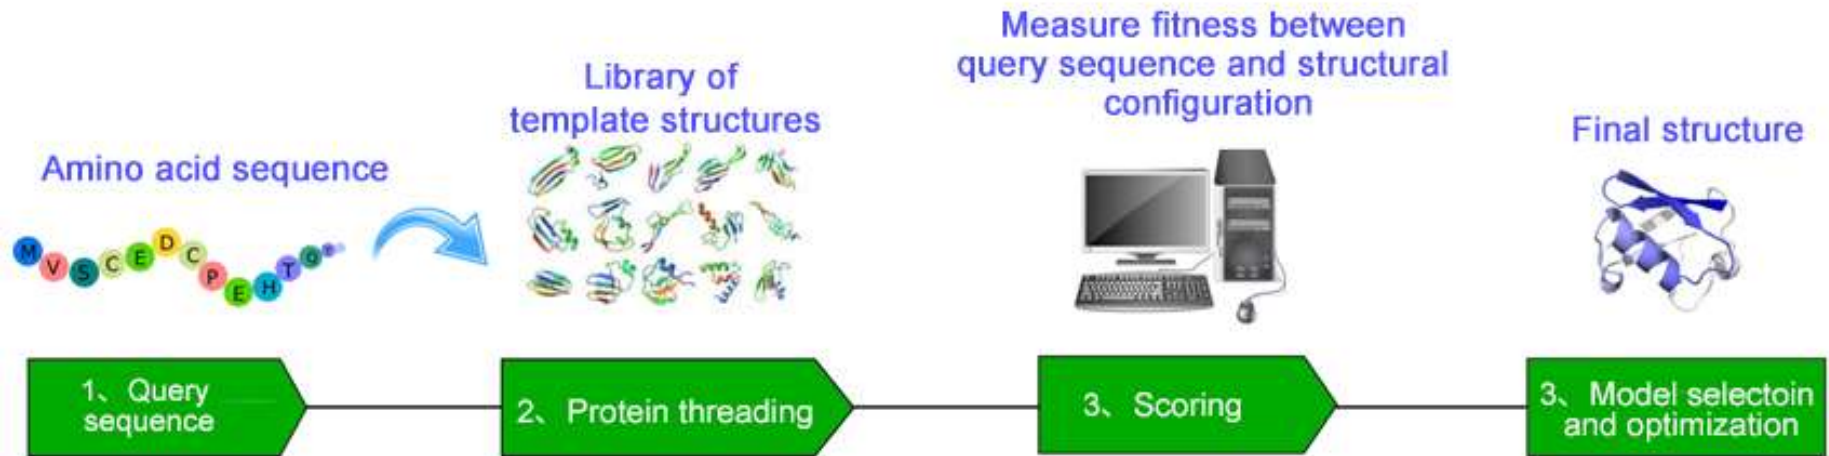 Measure fitness between
query sequence and structural
configuration
Library of
template structures
Final structure
Amino acid sequence
M V S C E D C P E H T Q
1、Query
sequence
2、Protein threading
3、Scoring
3、Model selectoin
and optimization